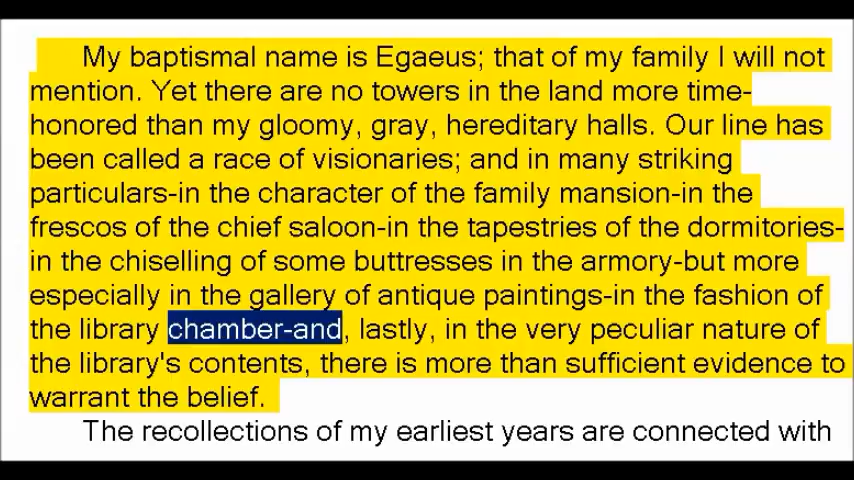 My baptismal name is Egaeus; that of my family I will not
mention. Yet there are no towers in the land more time-
honored than my gloomy, gray, hereditary halls. Our line has
been called a race of visionaries; and in many striking
particulars-in the character of the family mansion-in the
frescos of the chief saloon-in the tapestries of the dormitories-
in the chiselling of some buttresses in the armory-but more
especially in the gallery of antique paintings-in the fashion of
the library chamber-and, lastly, in the very peculiar nature of
the library's contents, there is more than sufficient evidence to
warrant the belief.
The recollections of my earliest years are connected with